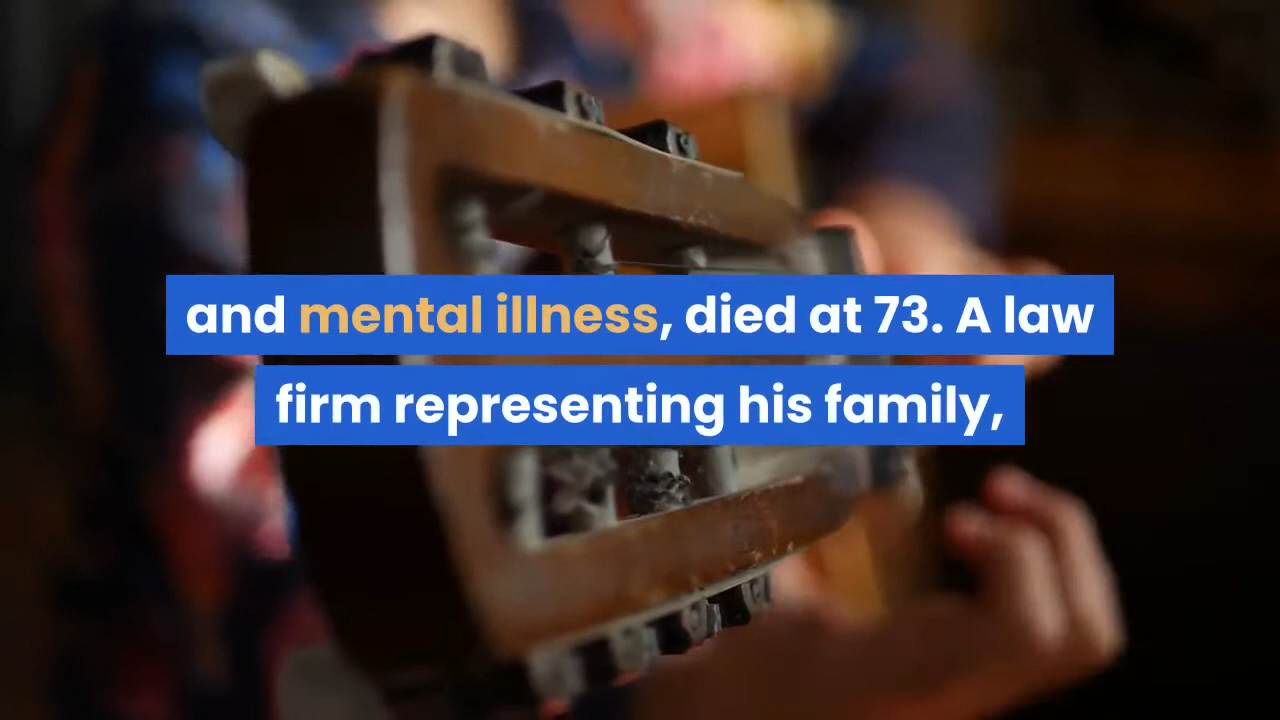 and mental illness, died at 73. A law
firm representing his family,